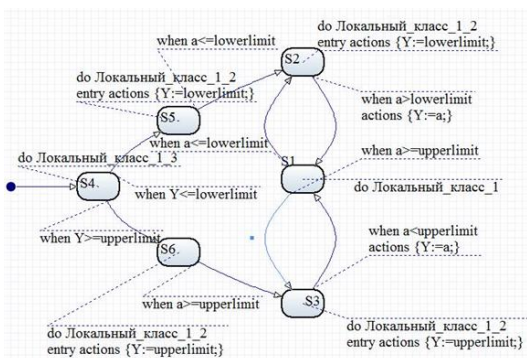 when a<=lowerlimit
do Локальный_класс_1_2
entry actions {Y:=lowerlimit;}
S2
do Локальный_класс_1_2
entry actions {Y:=lowerlimit;}
S5
when a>lowerlimit
actions {Y:=a;}
when a<=lowerlimit
when a>=upperlimit
do Локальный_класс_1_3
S1
S4
when Y<=lowerlimit
do Локальный_класс_1
when Y>=upperlimit
when a<upperlimit
actions {Y:=a;}
S6
when a>=upperlimit
S3
do Локальный_класс_1_2
entry actions {Y:=upperlimit;}
do Локальный_класс_1_2
entry actions {Y:=upperlimit;}